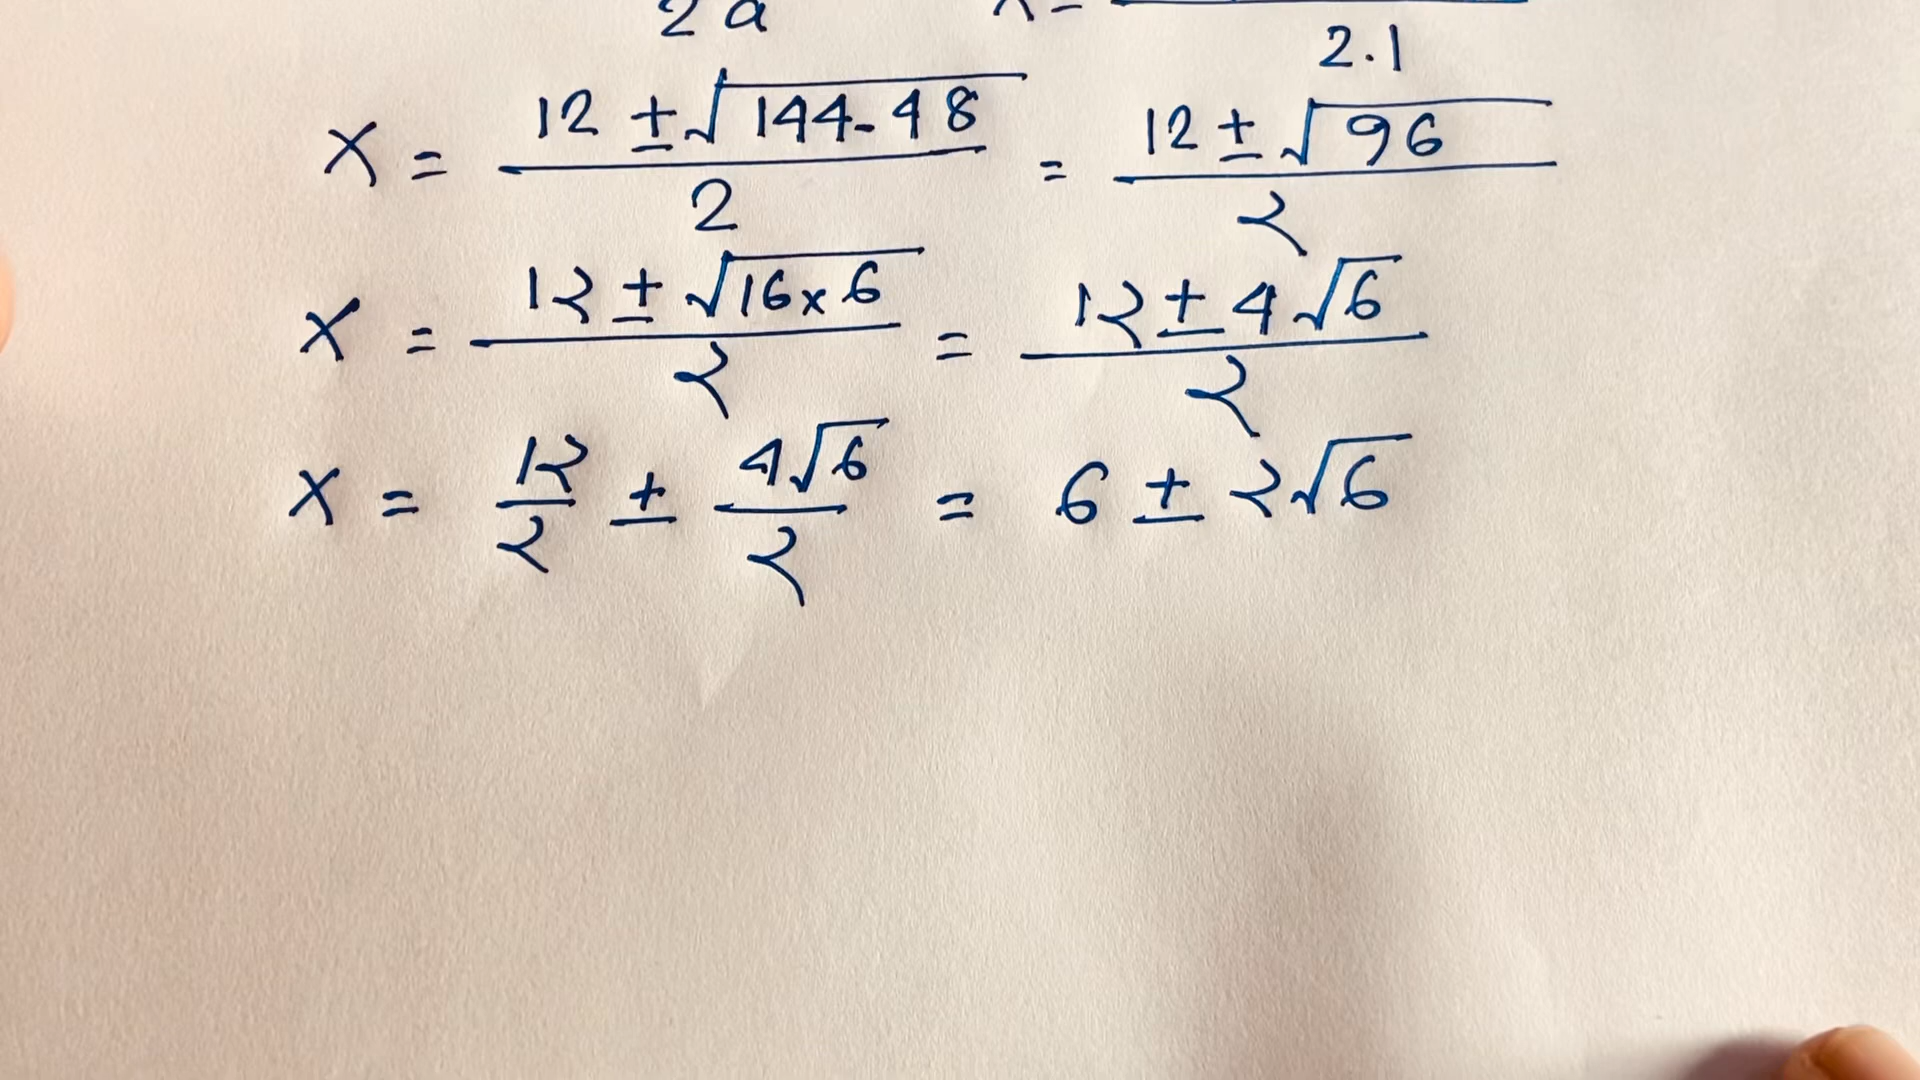 2a x =
2.1
x = 12 ± √144-48 / 2 = 12 ± √96 / 2
x = 12 ± √16x6 / 2 = 12 ± 4√6 / 2
x = 12/2 ± 4√6/2 = 6 ± 2√6